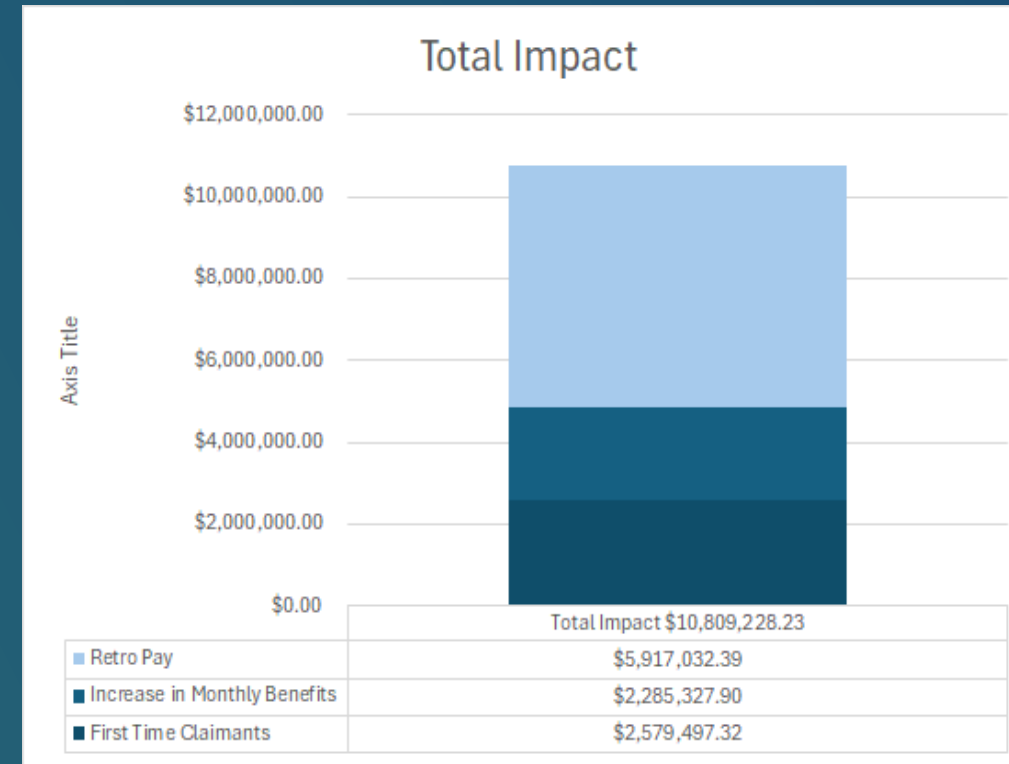 Total Impact
$12,000,000.00
$10,000,000.00
$8,000,000.00
$6,000,000.00
$4,000,000.00
$2,000,000.00
$0.00
Axis Title
Total Impact $10,809,228.23
Retro Pay $5,917,032.39
Increase in Monthly Benefits $2,285,327.90
First Time Claimants $2,579,497.32